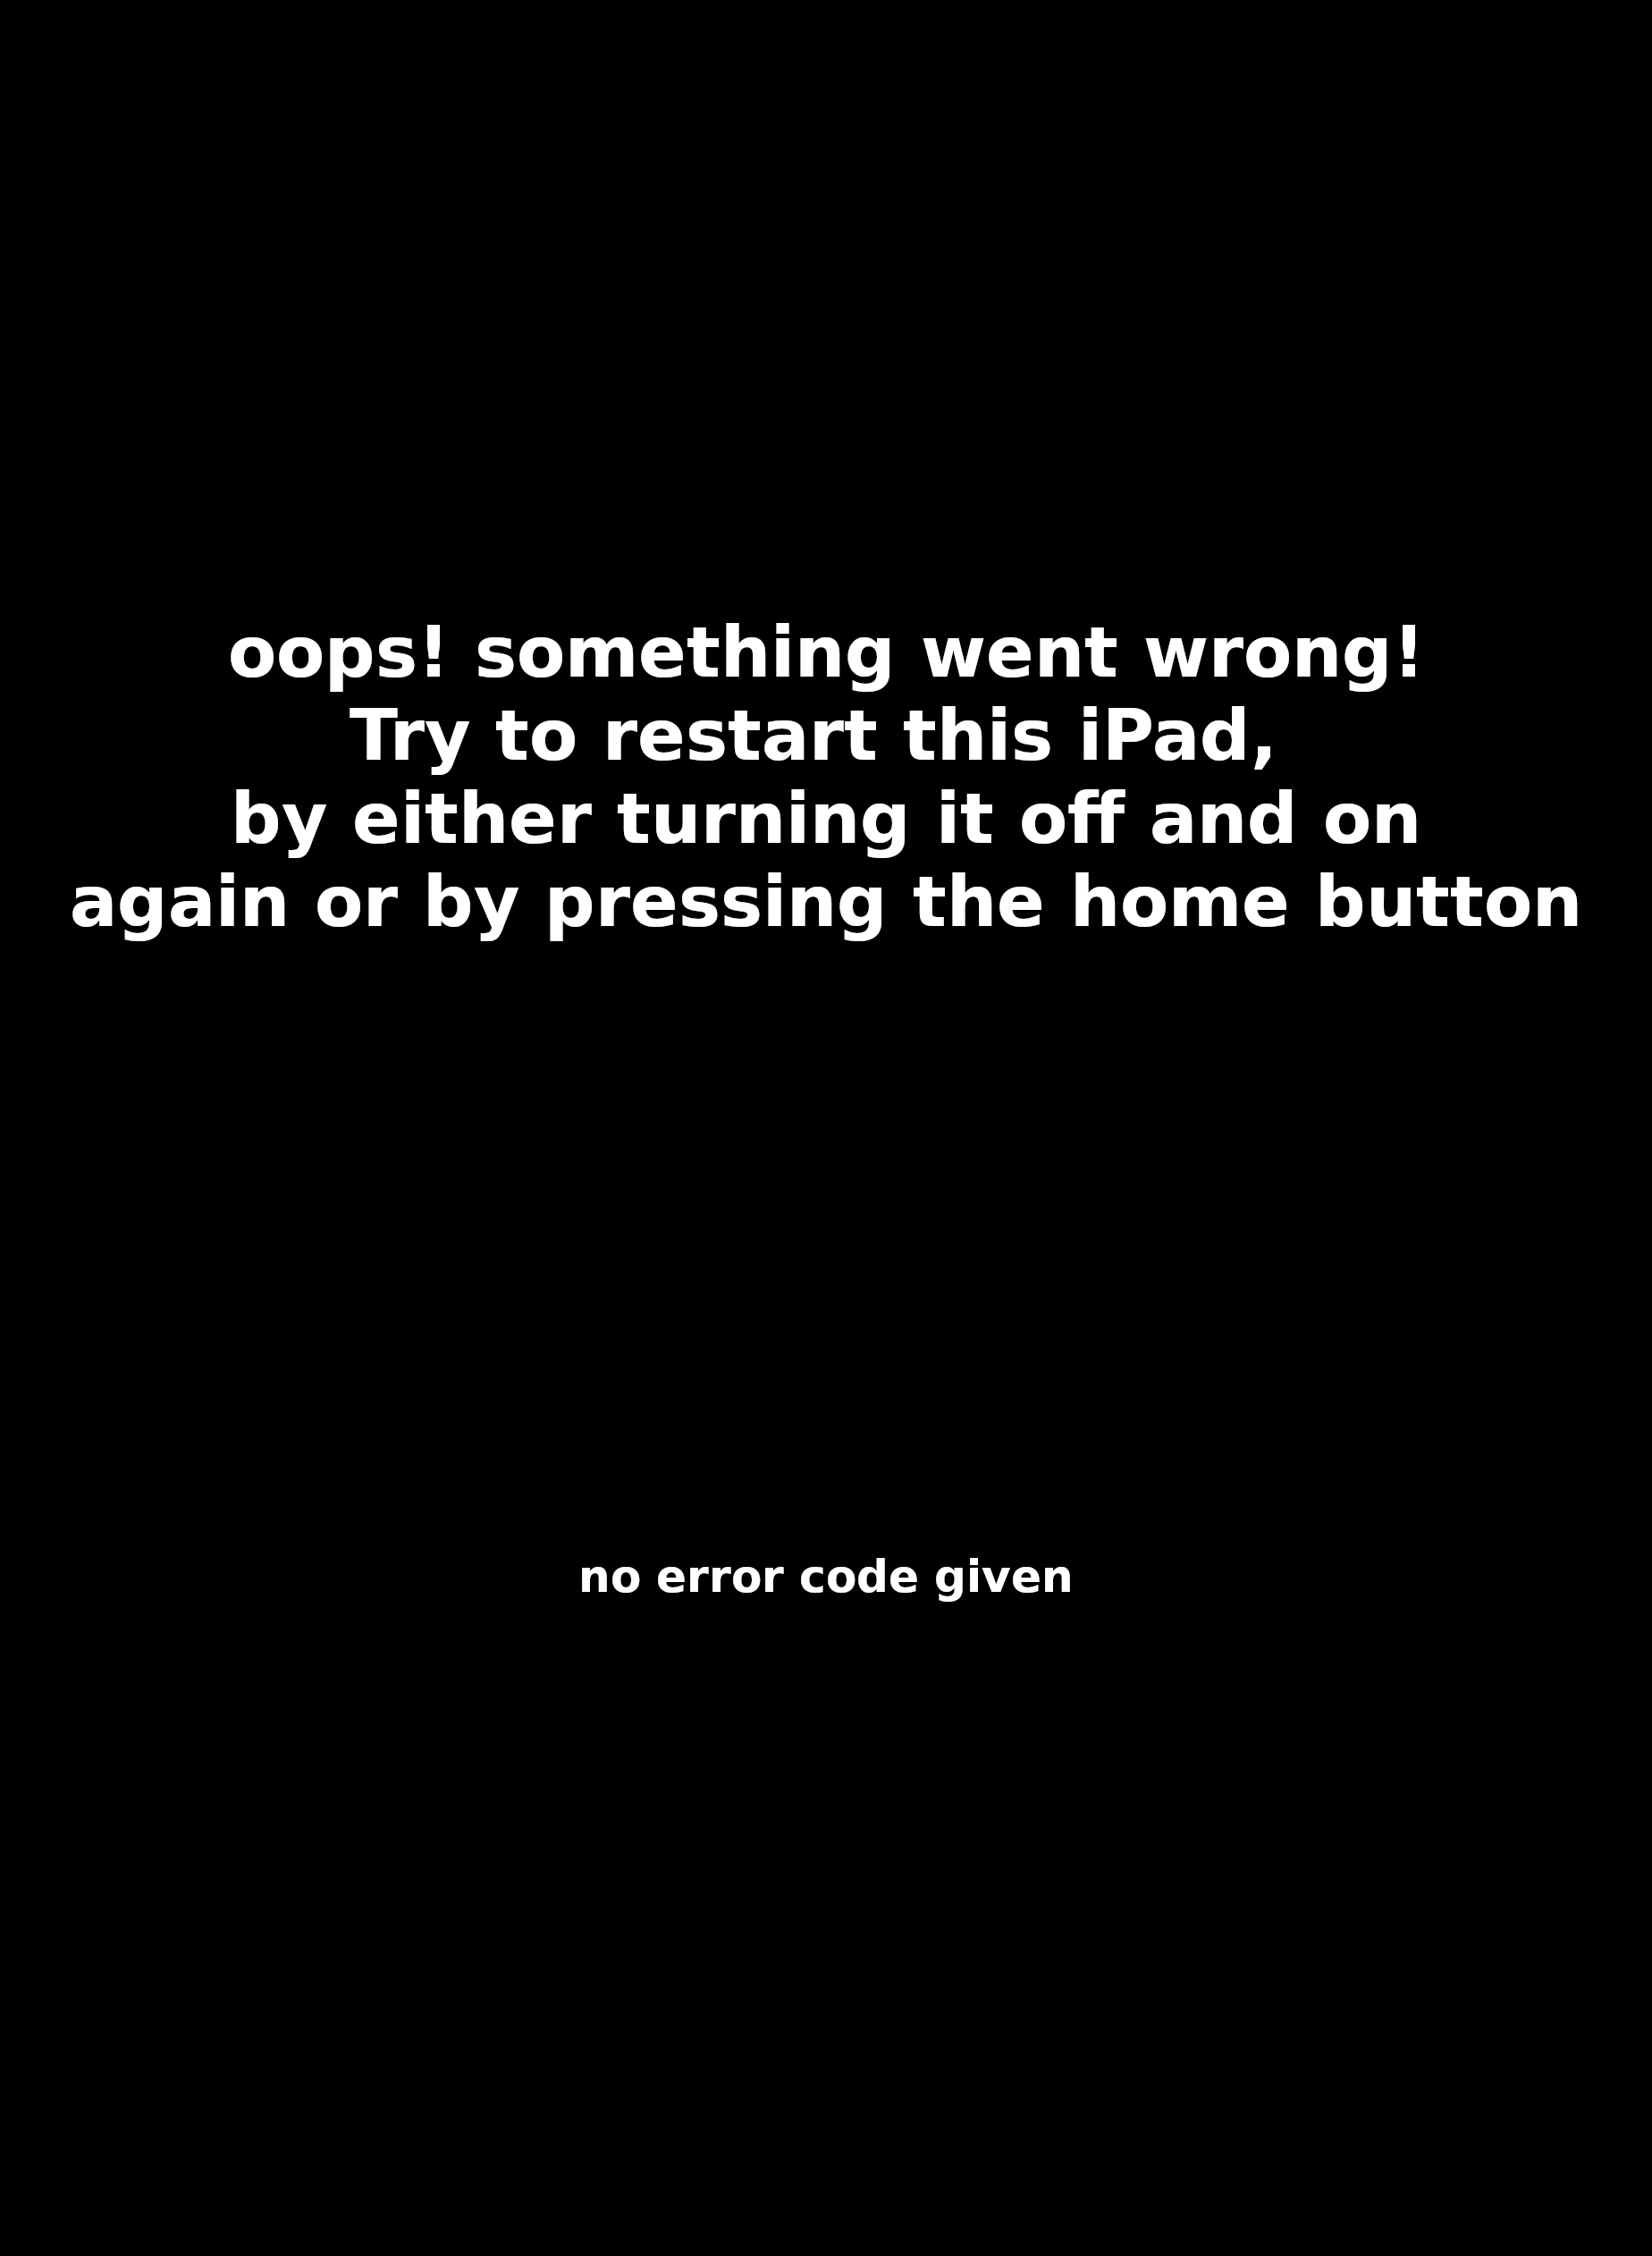 oops! something went wrong!
Try to restart this iPad,
by either turning it off and on
again or by pressing the home button
no error code given